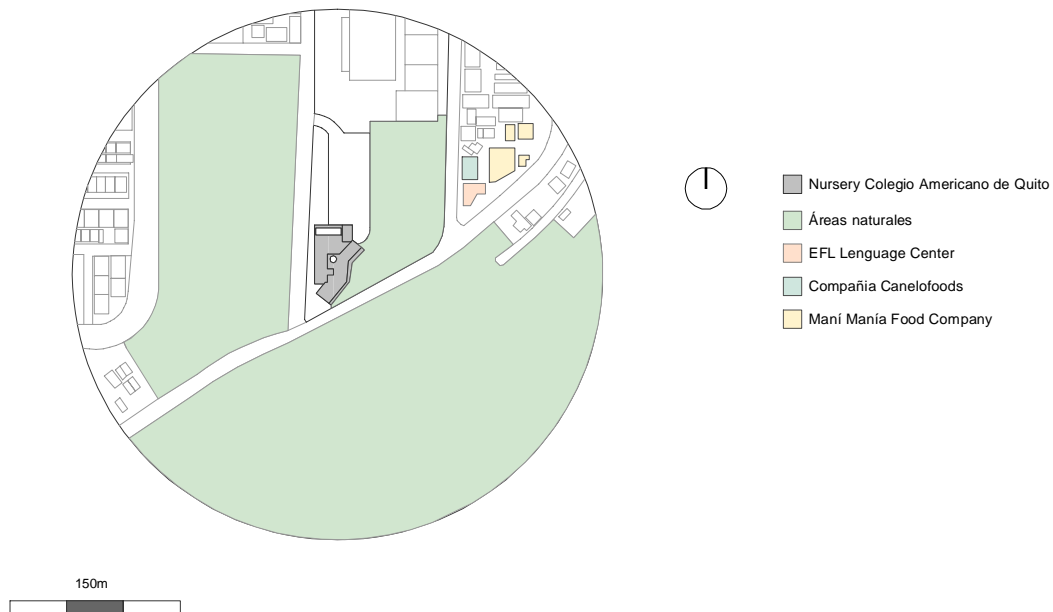 Nursery Colegio Americano de Quito
Áreas naturales
EFL Lenguage Center
Compañia Canelofoods
Maní Manía Food Company
150m